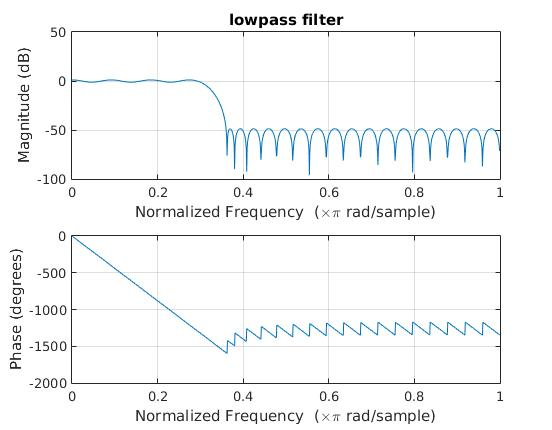 lowpass filter
50
0
-50
-100
Magnitude (dB)
0 0.2 0.4 0.6 0.8 1
Normalized Frequency (×π rad/sample)
0
-500
-1000
-1500
-2000
Phase (degrees)
0 0.2 0.4 0.6 0.8 1
Normalized Frequency (×π rad/sample)